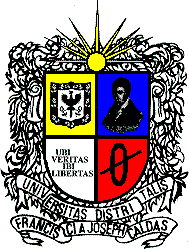 UBI
VERITAS
IBI
LIBERTAS
UNIVERSITAS DISTRITALIS
FRANCISCI A JOSEPH CALDAS